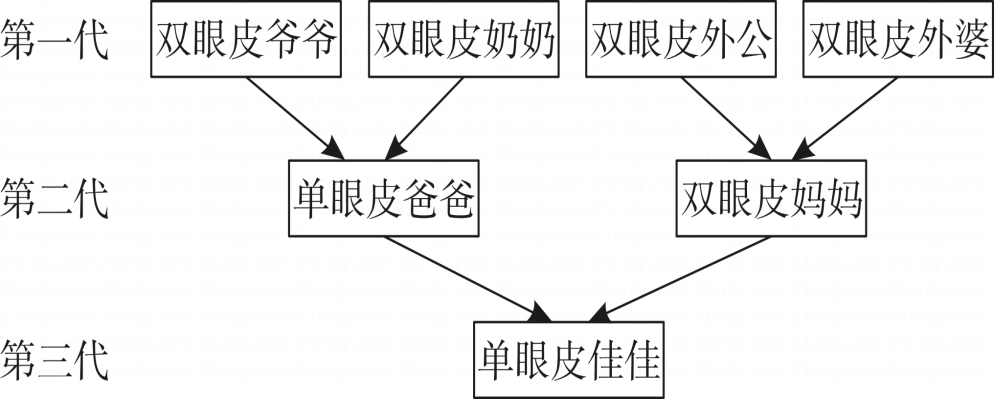 第一代 双眼皮爷爷 双眼皮奶奶 双眼皮外公 双眼皮外婆
第二代 单眼皮爸爸 双眼皮妈妈
第三代 单眼皮佳佳